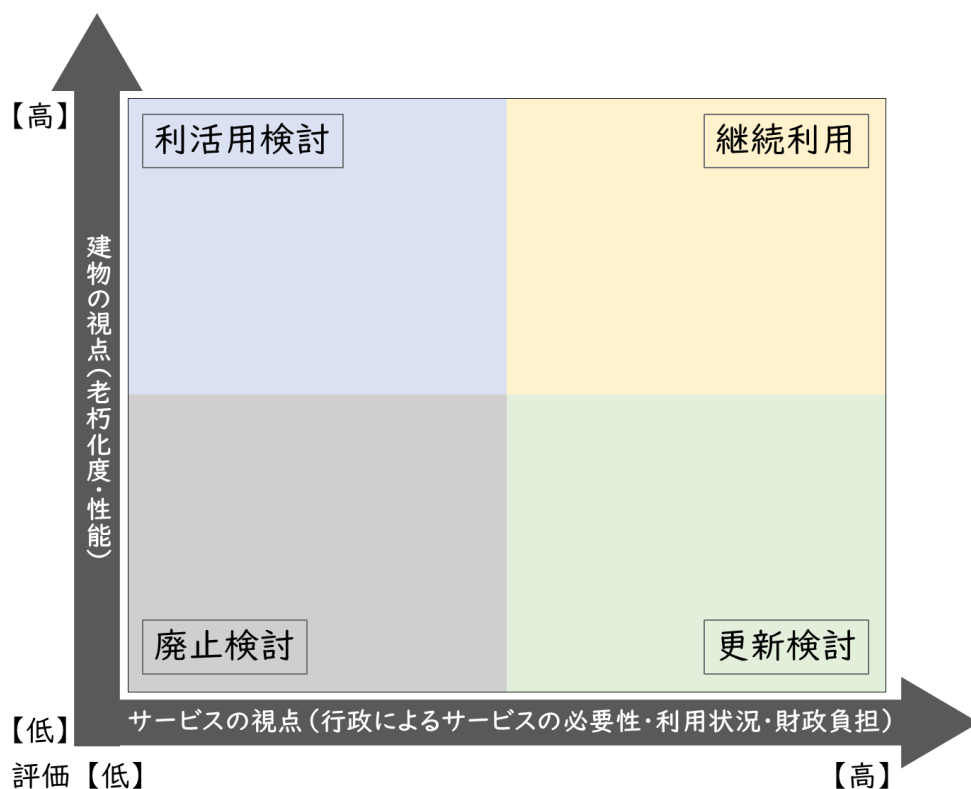 【高】
利活用検討
継続利用
建物の視点(老朽化度・性能)
廃止検討
更新検討
サービスの視点(行政によるサービスの必要性・利用状況・財政負担)
【低】
評価【低】
【高】